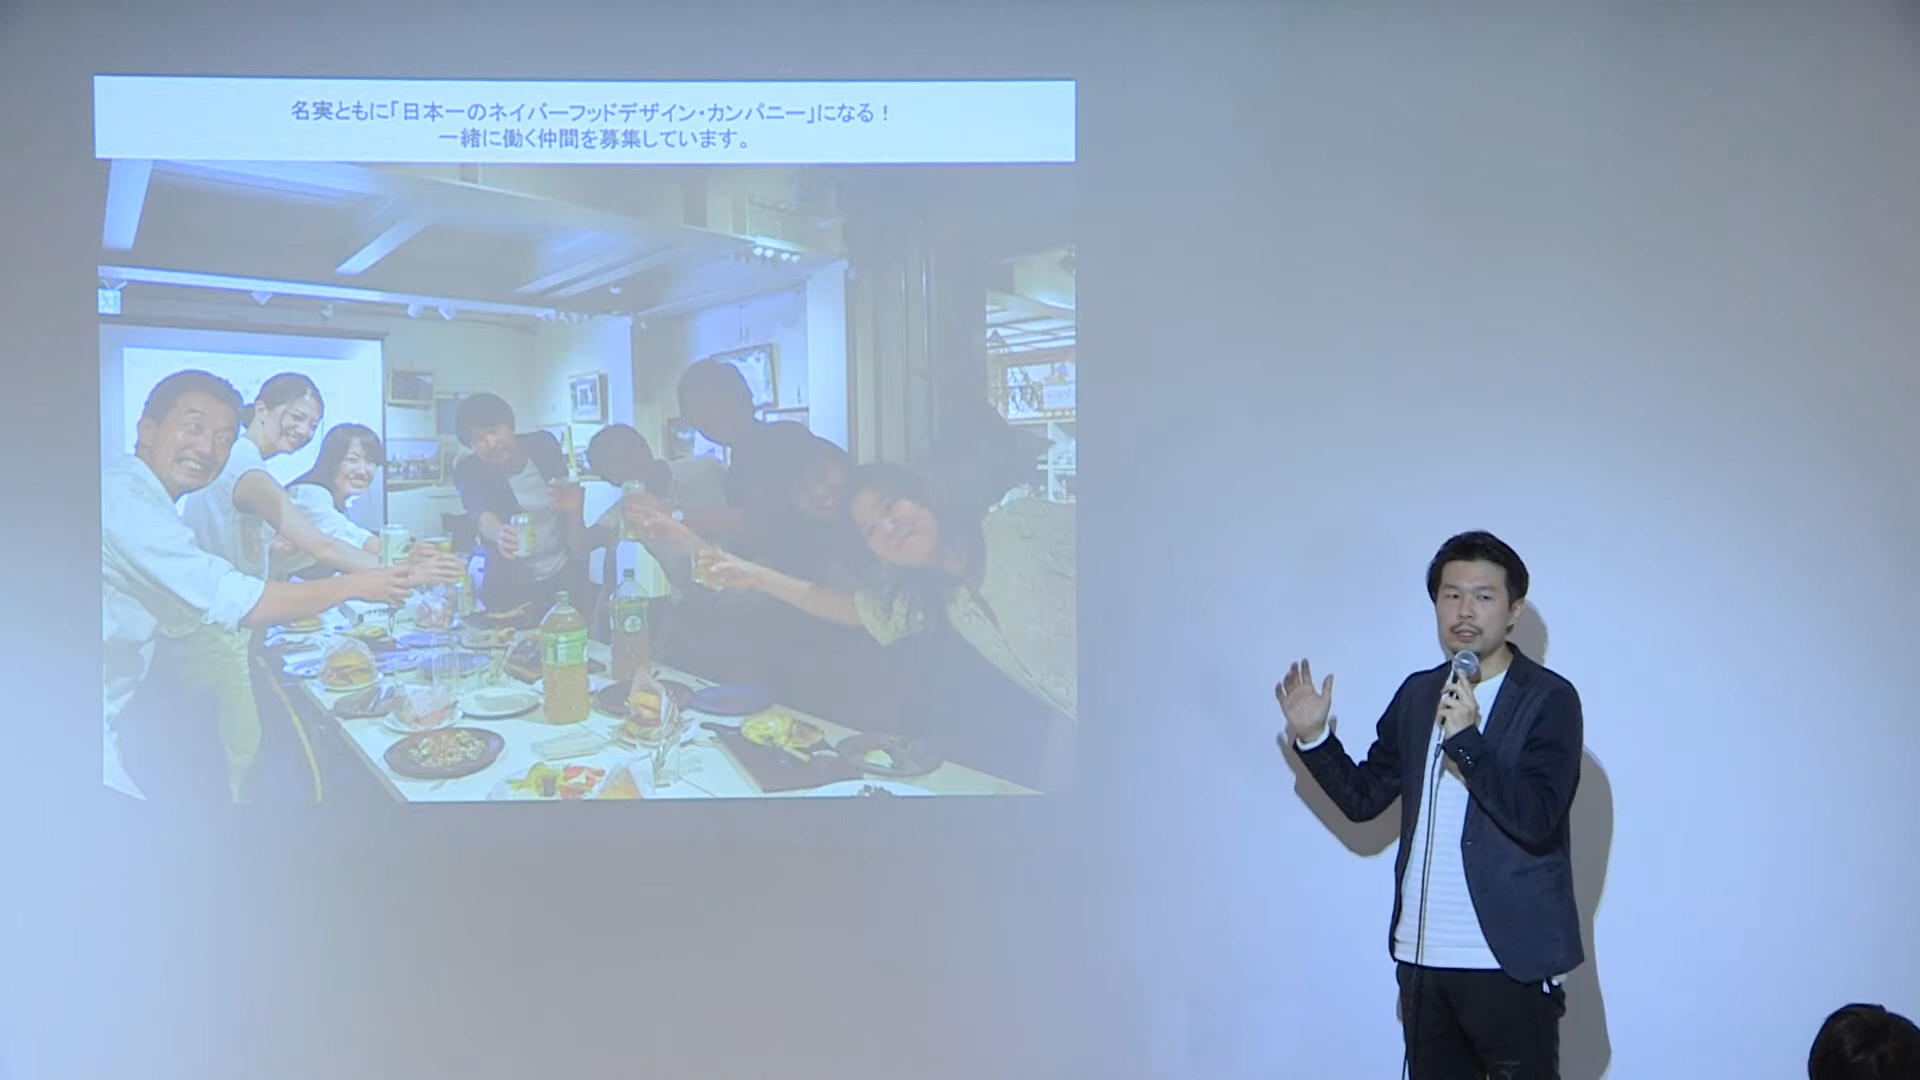 名実ともに「日本一のネイバーフッドデザイン・カンパニー」になる！
一緒に働く仲間を募集しています。